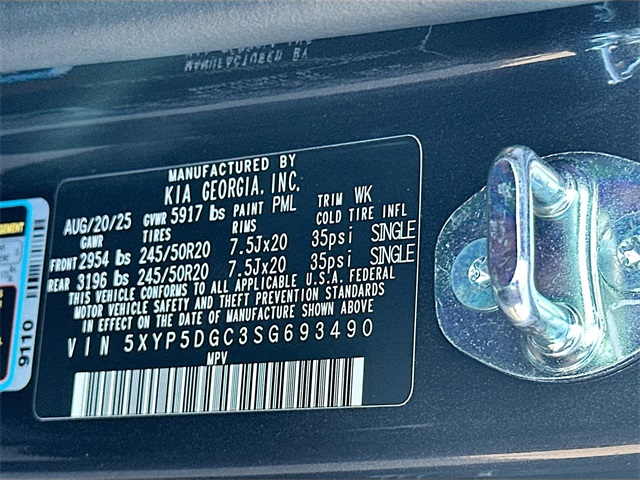 MANUFACTURED BY
KIA GEORGIA. INC.
AUG/20/25 GVWR 5917 lbs PAINT PML TRIM WK
GAWR TIRES RIMS COLD TIRE INFL
FRONT 2954 lbs 245/50R20 7.5Jx20 35psi SINGLE
REAR 3196 lbs 245/50R20 7.5Jx20 35psi SINGLE
THIS VEHICLE CONFORMS TO ALL APPLICABLE U.S.A. FEDERAL
MOTOR VEHICLE SAFETY AND THEFT PREVENTION STANDARDS
IN EFFECT ON THE DATE OF MANUFACTURE SHOWN ABOVE
VIN 5XYP5DGC3SG693490
MPV
9110